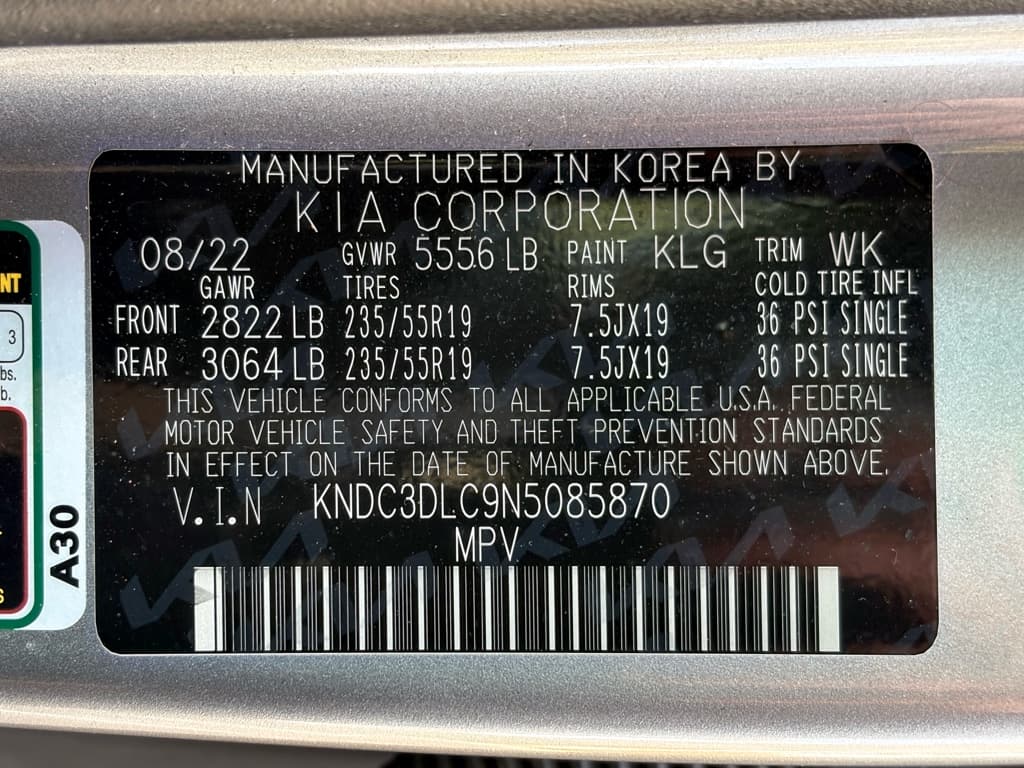 MANUFACTURED IN KOREA BY
KIA CORPORATION
08/22 GVWR 5556 LB PAINT KLG TRIM WK
GAWR TIRES RIMS COLD TIRE INFL
FRONT 2822 LB 235/55R19 7.5JX19 36 PSI SINGLE
REAR 3064 LB 235/55R19 7.5JX19 36 PSI SINGLE
THIS VEHICLE CONFORMS TO ALL APPLICABLE U.S.A. FEDERAL
MOTOR VEHICLE SAFETY AND THEFT PREVENTION STANDARDS
IN EFFECT ON THE DATE OF MANUFACTURE SHOWN ABOVE.
V.I.N KNDC3DLC9N5085870
MPV
A30
NT
3
bs.
b.
S